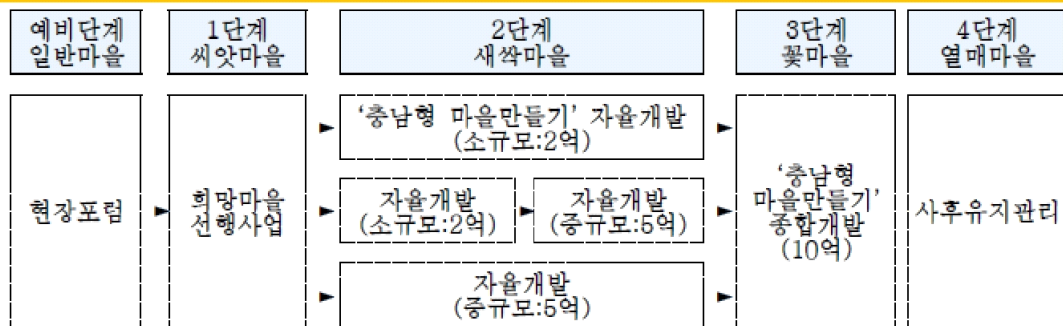 예비단계
일반마을
1단계
씨앗마을
2단계
새싹마을
3단계
꽃마을
4단계
열매마을
현장포럼
►
희망마을
선행사업
►
'충남형 마을만들기' 자율개발
(소규모:2억)
►
►
자율개발
(소규모:2억)
►
자율개발
(중규모:5억)
►
►
자율개발
(중규모:5억)
►
'충남형
마을만들기'
종합개발
(10억)
사후유지관리